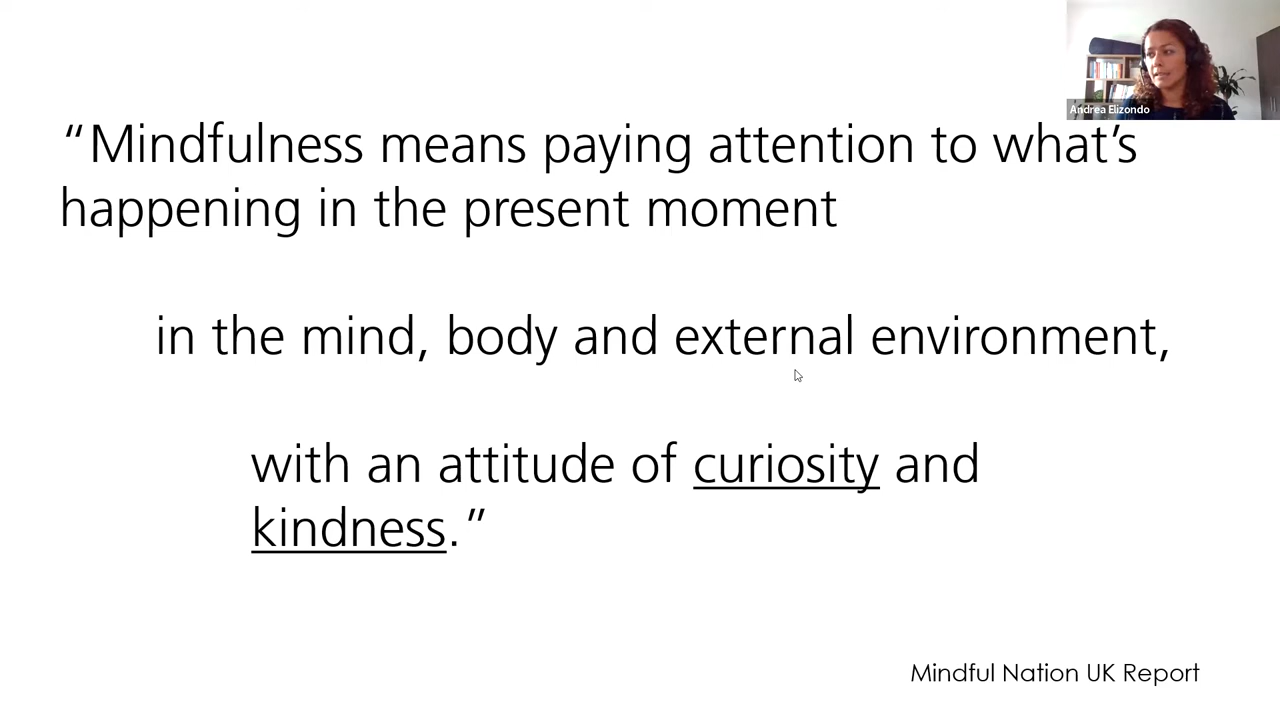 Andrea Elizondo
“Mindfulness means paying attention to what’s
happening in the present moment
in the mind, body and external environment,
with an attitude of curiosity and
kindness.”
Mindful Nation UK Report